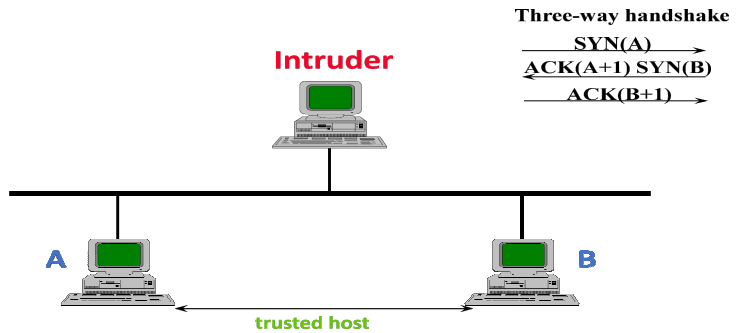 Three-way handshake
SYN(A)
ACK(A+1) SYN(B)
ACK(B+1)
Intruder
A
B
trusted host